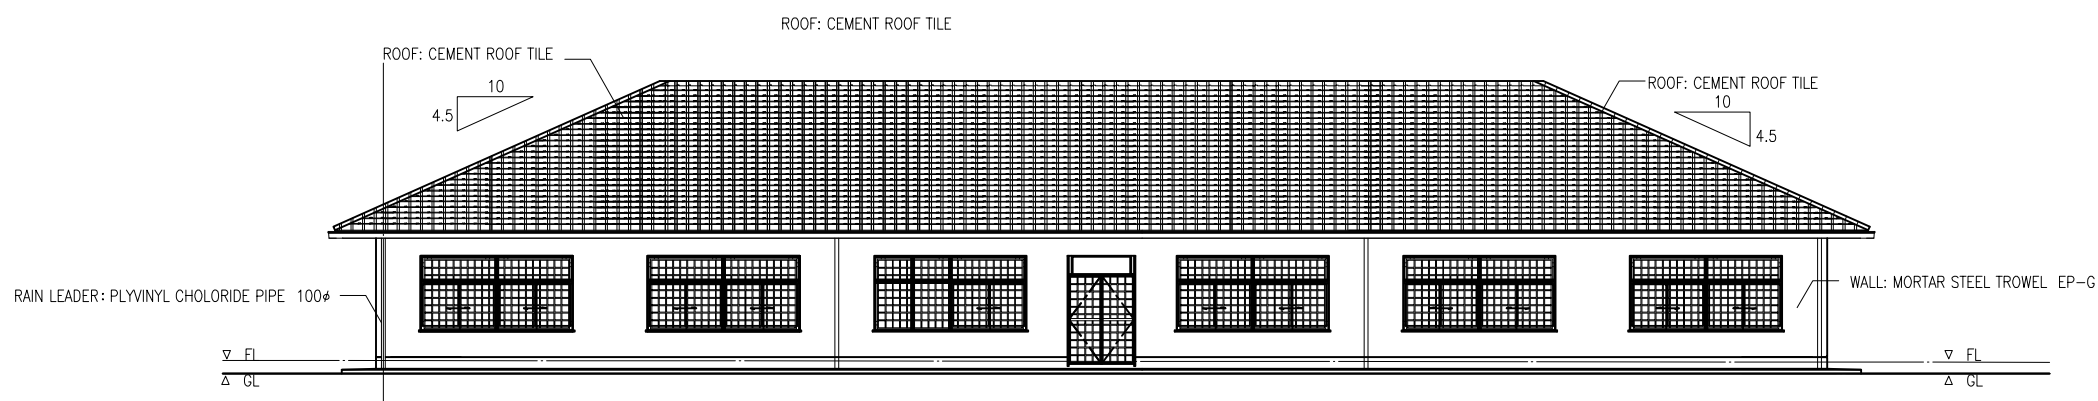 ROOF: CEMENT ROOF TILE
ROOF: CEMENT ROOF TILE
10
4.5
ROOF: CEMENT ROOF TILE
10
4.5
RAIN LEADER: PLYVINYL CHOLORIDE PIPE 100ø
WALL: MORTAR STEEL TROWEL EP-G
FL
GL
FL
GL